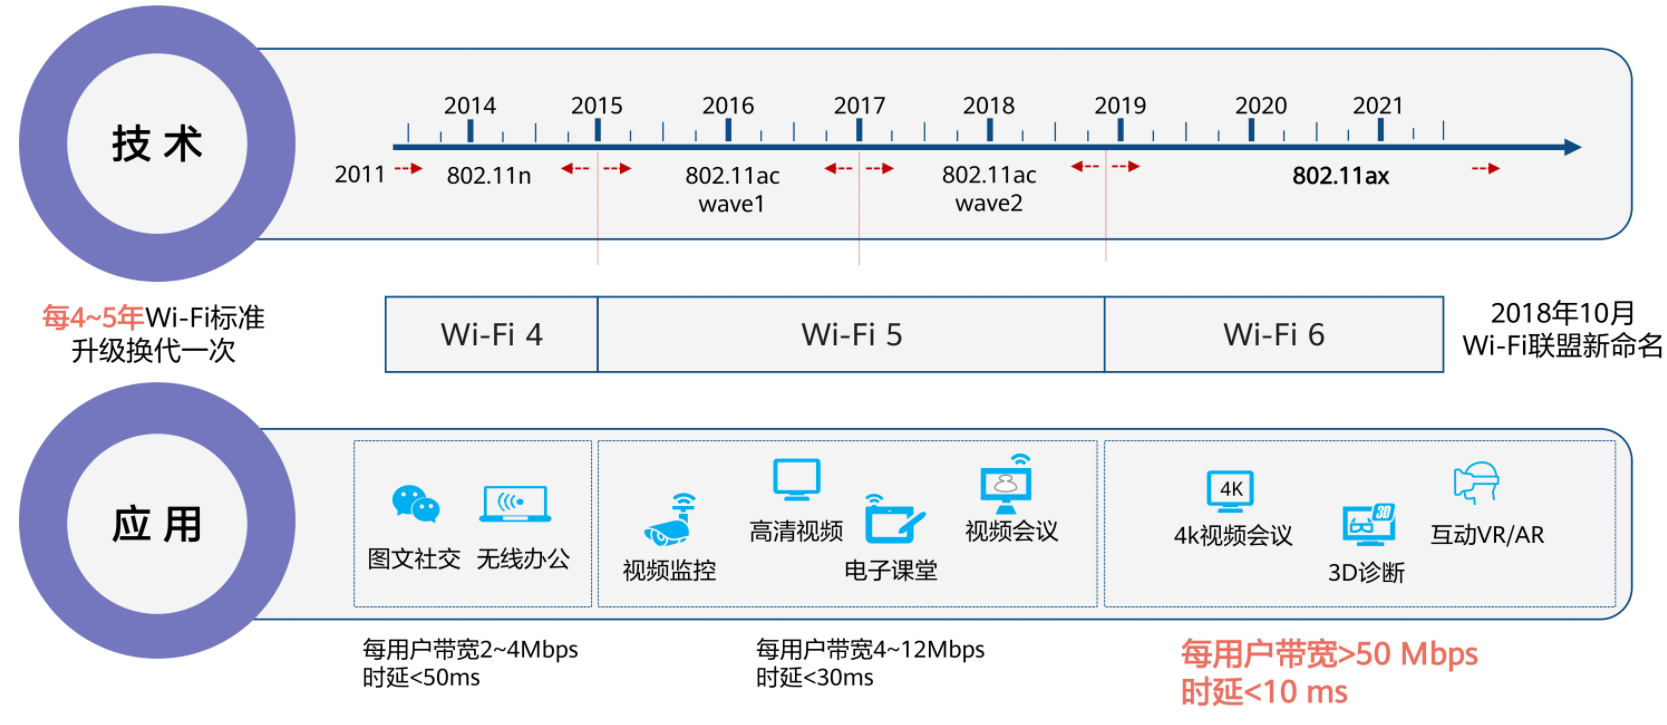 技术
2014 2015 2016 2017 2018 2019 2020 2021
2011 802.11n 802.11ac 802.11ac 802.11ax
wave1 wave2
每4~5年Wi-Fi标准
升级换代一次
Wi-Fi 4 Wi-Fi 5 Wi-Fi 6
2018年10月
Wi-Fi联盟新命名
应用
图文社交
无线办公
视频监控
高清视频
电子课堂
视频会议
4K
4k视频会议
3D
3D诊断
互动VR/AR
每用户带宽2~4Mbps
时延<50ms
每用户带宽4~12Mbps
时延<30ms
每用户带宽>50 Mbps
时延<10 ms